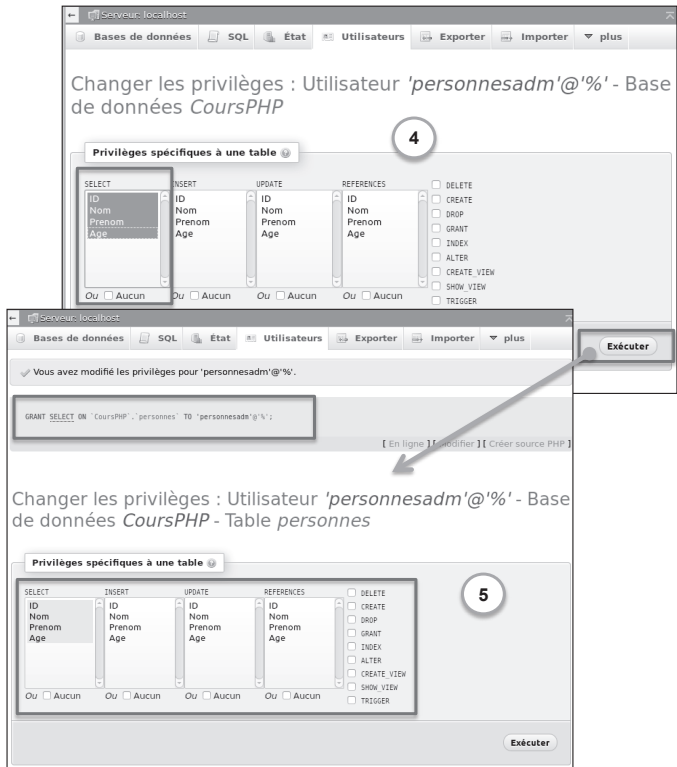 Serveur: localhost
Bases de données SQL État Utilisateurs Exporter Importer plus
Changer les privilèges : Utilisateur 'personnesadm'@'%' - Base
de données CoursPHP
4
Privilèges spécifiques à une table
SELECT INSERT UPDATE REFERENCES
ID ID ID ID
Nom Nom Nom Nom
Prenom Prenom Prenom Prenom
Age Age Age Age
Ou Aucun Ou Aucun Ou Aucun Ou Aucun
DELETE
CREATE
DROP
GRANT
INDEX
ALTER
CREATE_VIEW
SHOW_VIEW
TRIGGER
Exécuter
Serveur: localhost
Bases de données SQL État Utilisateurs Exporter Importer plus
Vous avez modifié les privilèges pour 'personnesadm'@'%'.
GRANT SELECT ON `CoursPHP`.`personnes` TO 'personnesadm'@'%';
[ En ligne ] [ Modifier ] [ Créer source PHP ]
Changer les privilèges : Utilisateur 'personnesadm'@'%' - Base
de données CoursPHP - Table personnes
Privilèges spécifiques à une table
5
SELECT INSERT UPDATE REFERENCES
ID ID ID ID
Nom Nom Nom Nom
Prenom Prenom Prenom Prenom
Age Age Age Age
Ou Aucun Ou Aucun Ou Aucun Ou Aucun
DELETE
CREATE
DROP
GRANT
INDEX
ALTER
CREATE_VIEW
SHOW_VIEW
TRIGGER
Exécuter